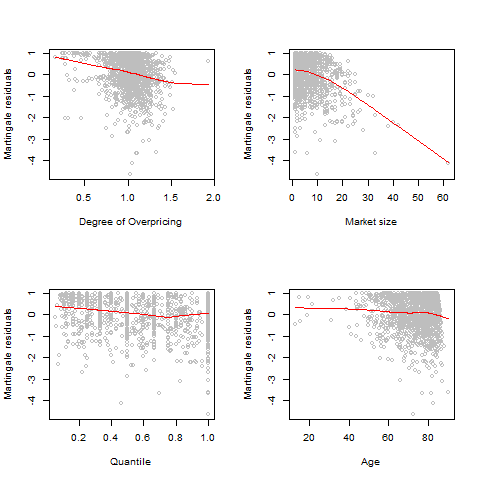 Martingale residuals
1
0
-1
-2
-3
-4
0.5 1.0 1.5 2.0
Degree of Overpricing
Martingale residuals
1
0
-1
-2
-3
-4
0 10 20 30 40 50 60
Market size
Martingale residuals
1
0
-1
-2
-3
-4
0.2 0.4 0.6 0.8 1.0
Quantile
Martingale residuals
1
0
-1
-2
-3
-4
20 40 60 80
Age